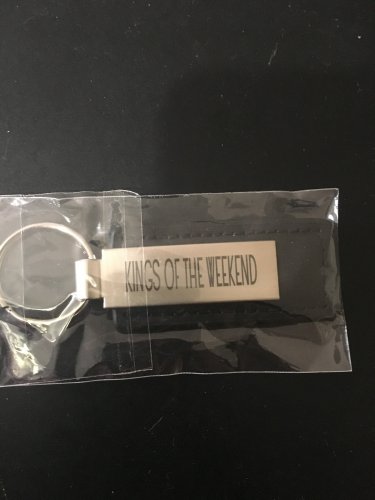 KINGS OF THE WEEKEND